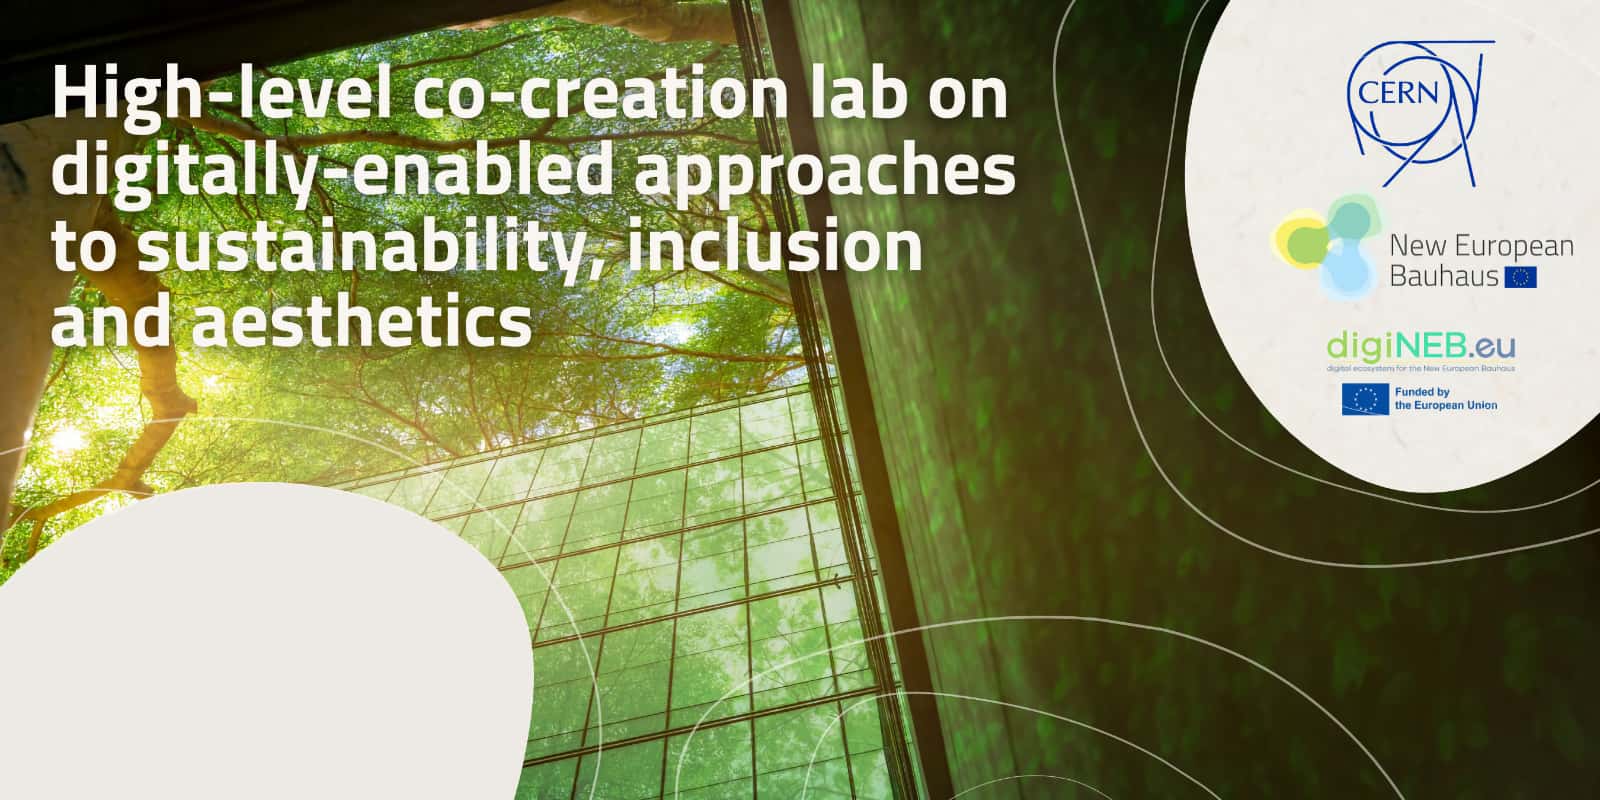 High-level co-creation lab on
digitally-enabled approaches
to sustainability, inclusion
and aesthetics
CERN
New European
Bauhaus
digiNEB.eu
digital ecosystems for the New European Bauhaus
Funded by
the European Union